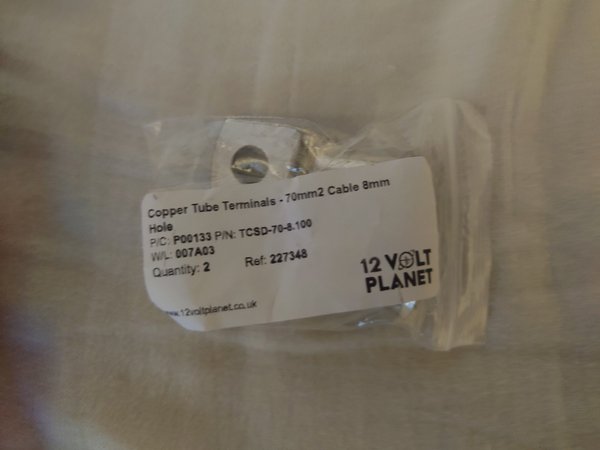 Copper Tube Terminals - 70mm2 Cable 8mm
Hole
P/C: P00133 P/N: TCSD-70-8.100
W/L: 007A03
Quantity: 2 Ref: 227348
12 VOLT
PLANET
www.12voltplanet.co.uk